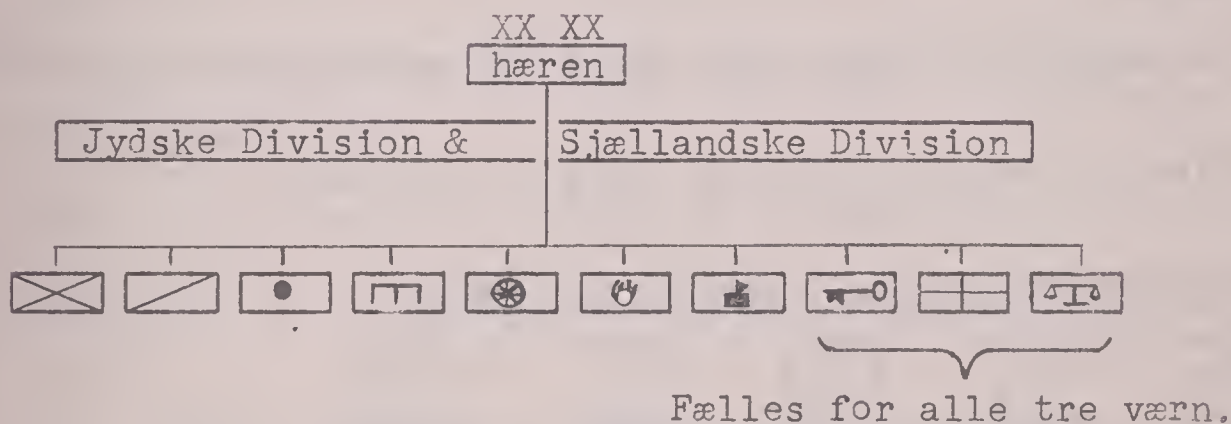 XX XX
hæren
Jydske Division & Sjællandske Division
Fælles for alle tre værn.